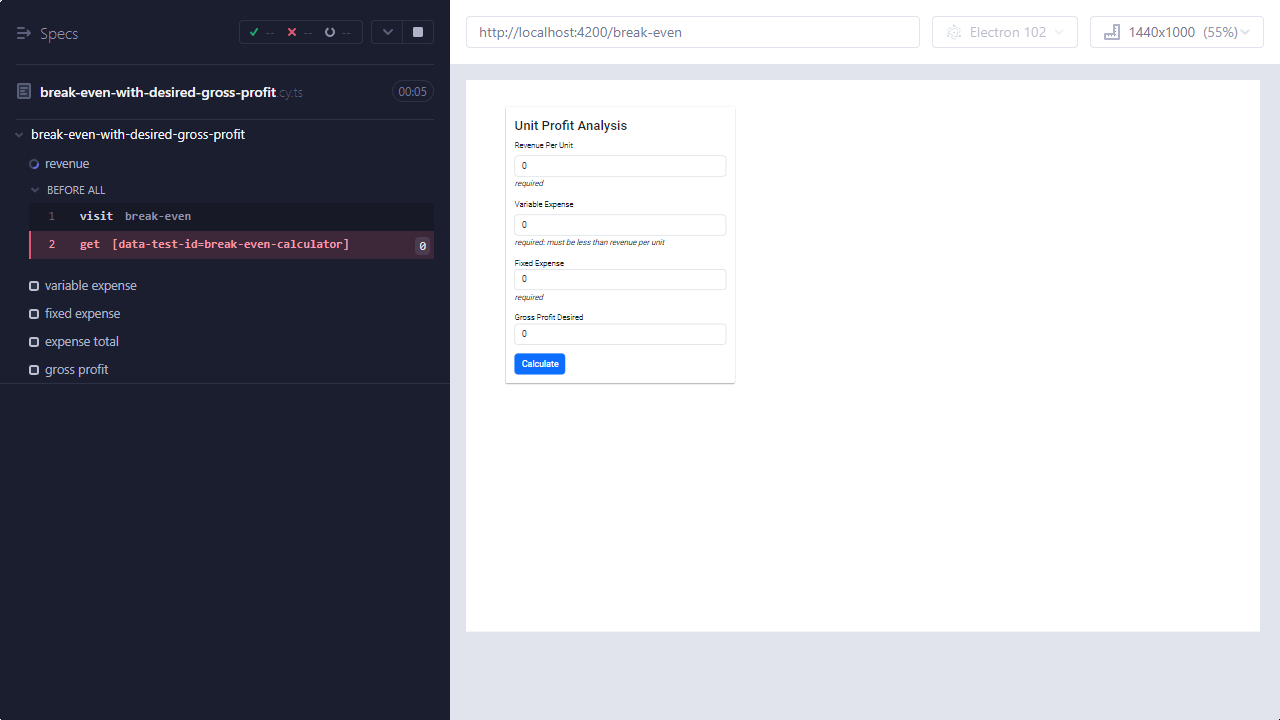 Specs
--
--
--
break-even-with-desired-gross-profit.cy.ts
00:05
break-even-with-desired-gross-profit
revenue
BEFORE ALL
1 visit break-even
2 get [data-test-id=break-even-calculator] 0
variable expense
fixed expense
expense total
gross profit
http://localhost:4200/break-even
Electron 102
1440x1000 (55%)
Unit Profit Analysis
Revenue Per Unit
0
required
Variable Expense
0
required: must be less than revenue per unit
Fixed Expense
0
required
Gross Profit Desired
0
Calculate